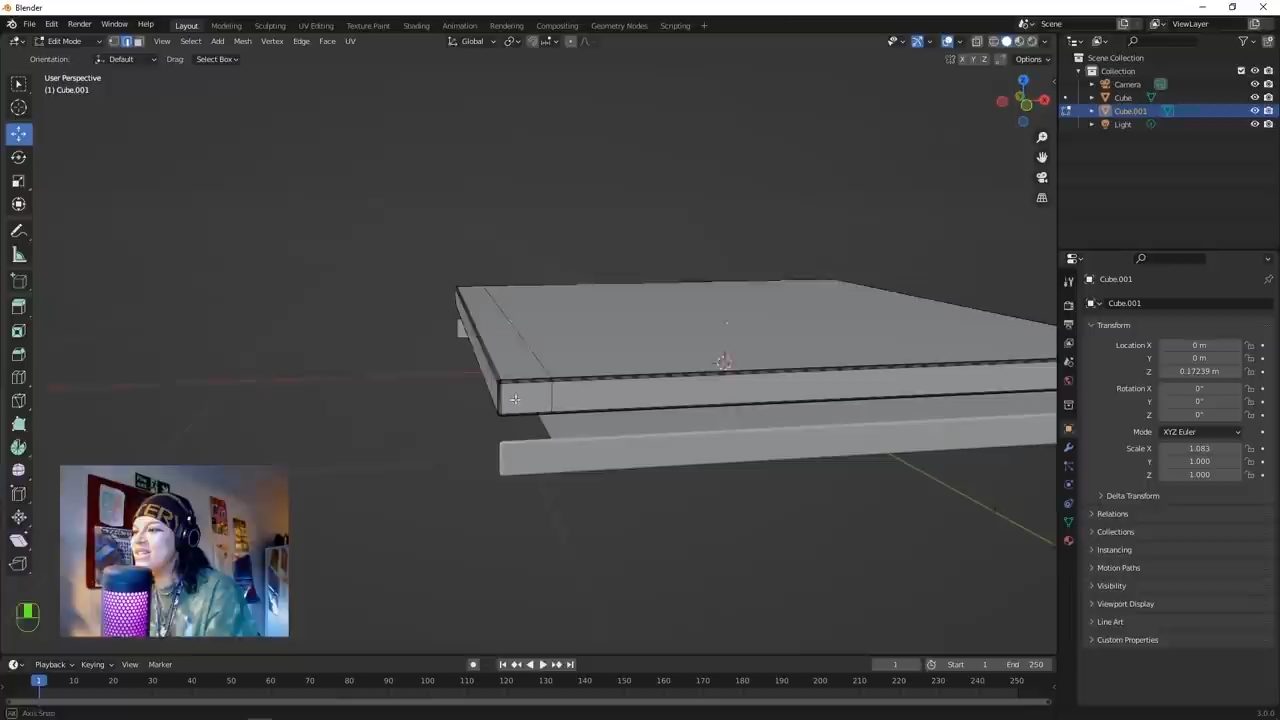 Blender
File Edit Render Window Help Layout Modeling Sculpting UV Editing Texture Paint Shading Animation Rendering Compositing Geometry Nodes Scripting + Scene ViewLayer
Edit Mode View Select Add Mesh Vertex Edge Face UV Global
Orientation: Default Drag: Select Box X Y Z Options
User Perspective
(1) Cube.001
Z
X
Scene Collection
Collection
Camera
Cube
Cube.001
Light
Cube.001
Cube.001
Transform
Location X 0 m
Y 0 m
Z 0.17239 m
Rotation X 0°
Y 0°
Z 0°
Mode XYZ Euler
Scale X 1.083
Y 1.000
Z 1.000
Delta Transform
Relations
Collections
Instancing
Motion Paths
Visibility
Viewport Display
Line Art
Custom Properties
Playback Keying View Marker 1 Start 1 End 250
1 10 20 30 40 50 60 70 80 90 100 110 120 130 140 150 160 170 180 190 200 210 220 230 240 250
Axis Snap 3.0.0